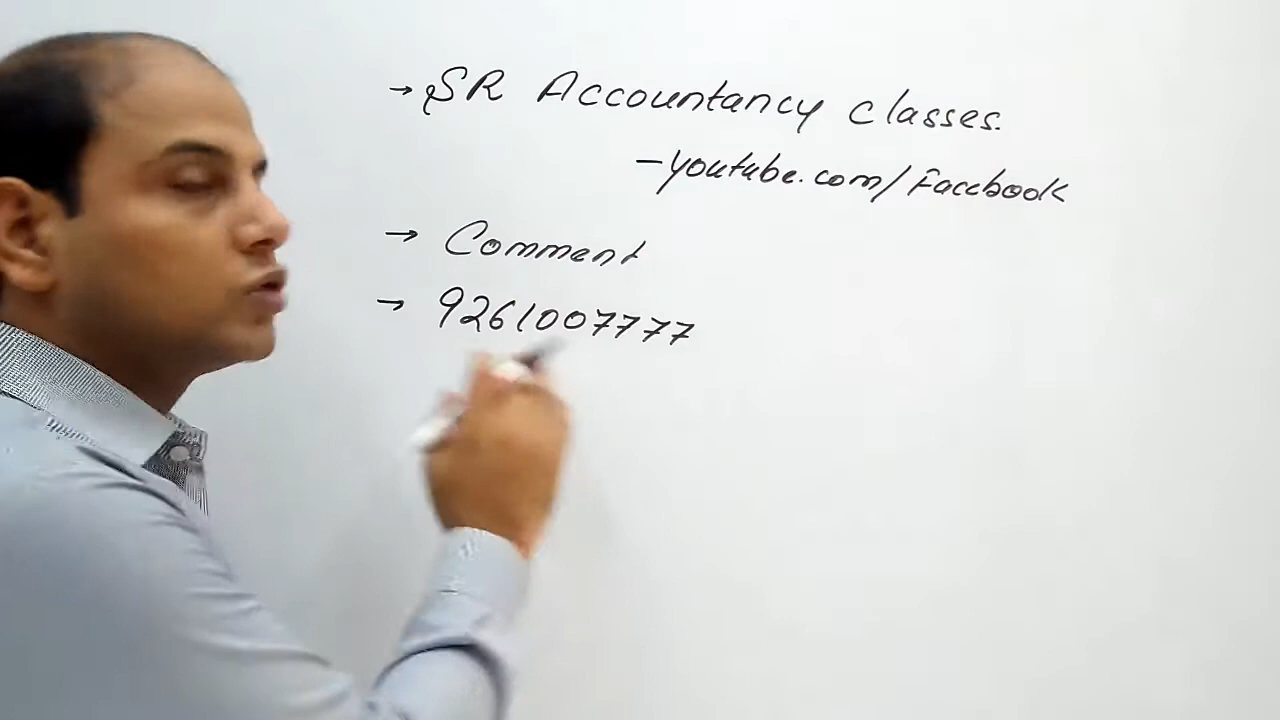 → SR Accountancy classes.
- youtube.com/Facebook
→ Comment
→ 9261007777